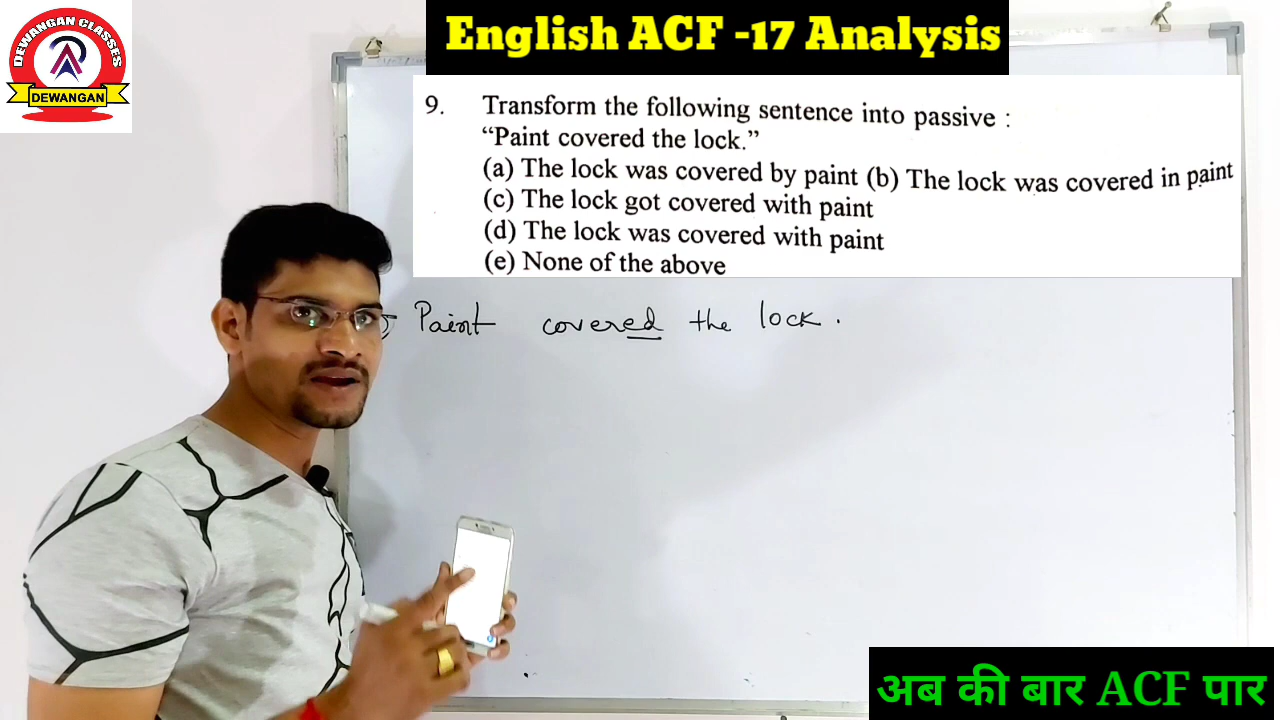 DEWANGAN CLASSES
DEWANGAN
English ACF -17 Analysis
9. Transform the following sentence into passive :
“Paint covered the lock.”
(a) The lock was covered by paint (b) The lock was covered in paint
(c) The lock got covered with paint
(d) The lock was covered with paint
(e) None of the above
Paint covered the lock .
अब की बार ACF पार